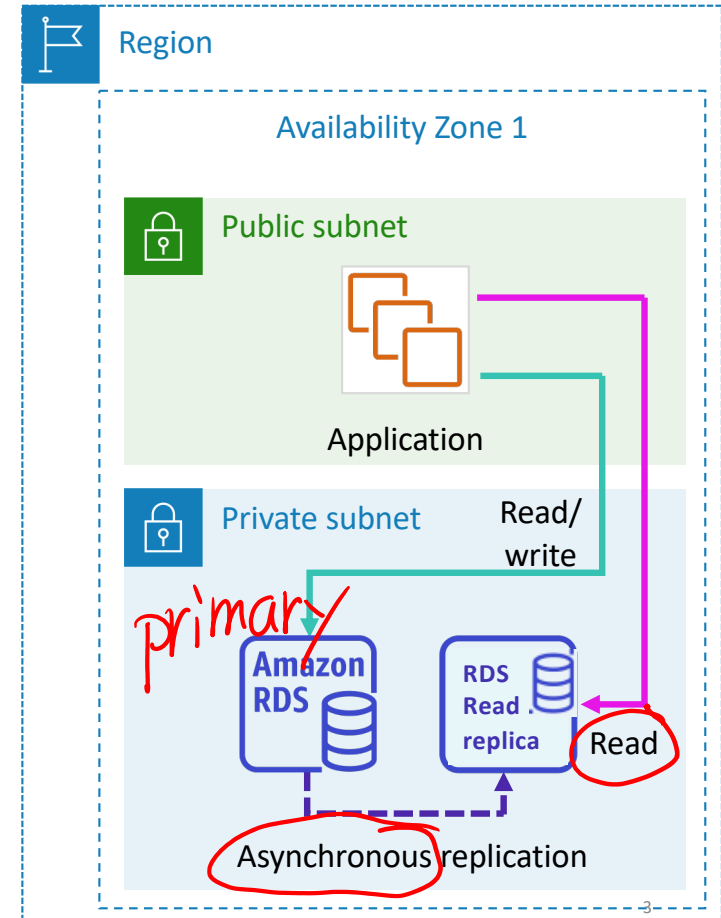 Region
Availability Zone 1
Public subnet
Application
Private subnet
Read/
write
primary
Amazon
RDS
RDS
Read
replica
Read
Asynchronous replication
3